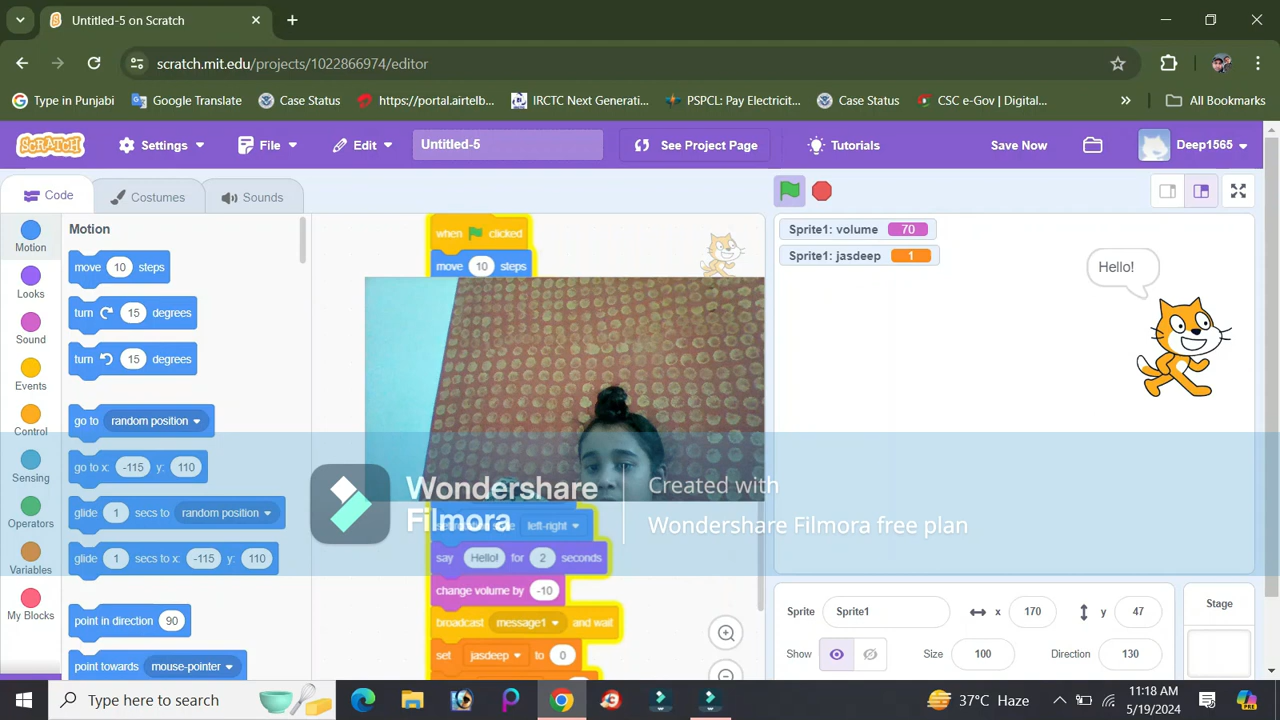 Untitled-5 on Scratch
scratch.mit.edu/projects/1022866974/editor
Type in Punjabi
Google Translate
Case Status
https://portal.airtelb...
IRCTC Next Generati...
PSPCL: Pay Electricit...
Case Status
CSC e-Gov | Digital...
All Bookmarks
SCRATCH
Settings
File
Edit
Untitled-5
See Project Page
Tutorials
Save Now
Deep1565
Code
Costumes
Sounds
Motion
Looks
Sound
Events
Control
Sensing
Operators
Variables
My Blocks
Motion
move 10 steps
turn 15 degrees
turn 15 degrees
go to random position
go to x: -115 y: 110
glide 1 secs to random position
glide 1 secs to x: -115 y: 110
point in direction 90
point towards mouse-pointer
when clicked
move 10 steps
left-right
say Hello! for 2 seconds
change volume by -10
broadcast message1 and wait
set jasdeep to 0
Wondershare
Filmora
Created with
Wondershare Filmora free plan
Sprite1: volume 70
Sprite1: jasdeep 1
Hello!
Sprite Sprite1 x 170 y 47
Show Size 100 Direction 130
Stage
Type here to search
37°C Haze
11:18 AM
5/19/2024
PRE